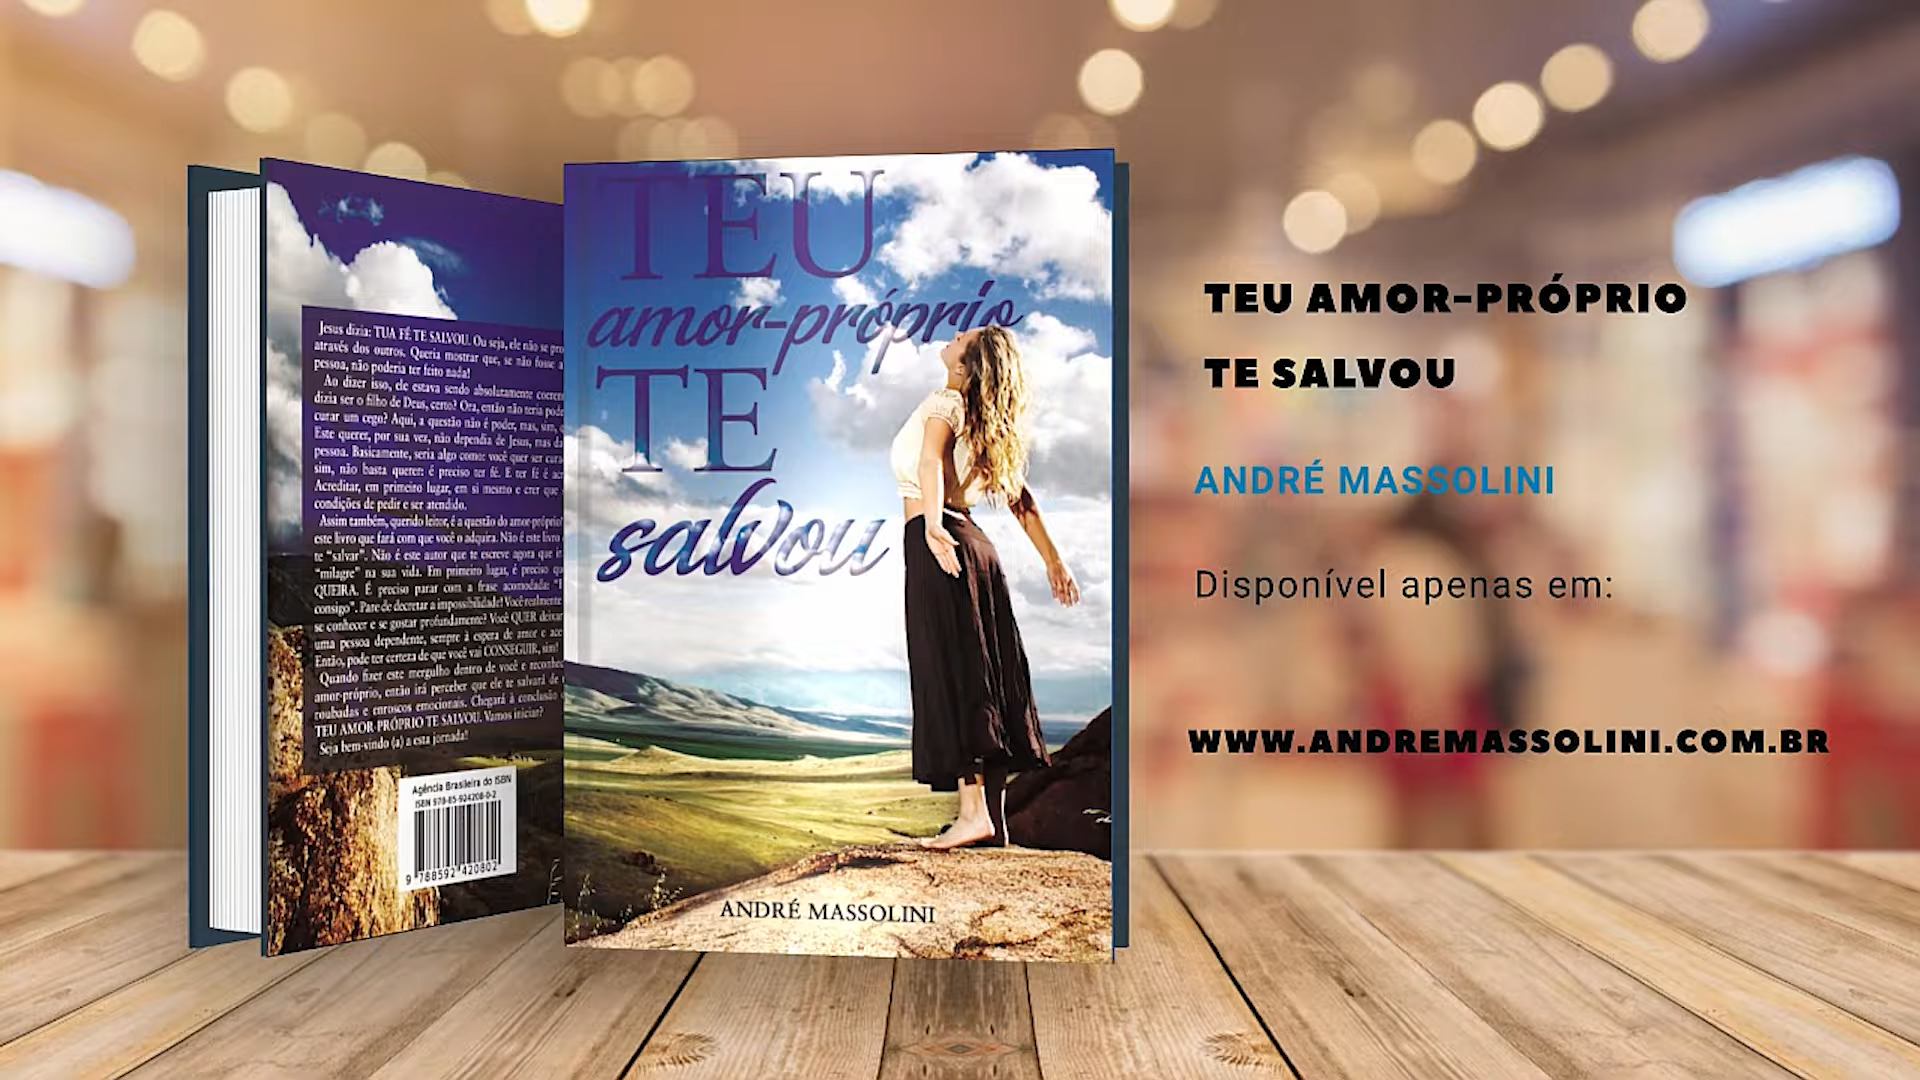 Jesus dizia: TUA FÉ TE SALVOU. Ou seja, ele não se
através dos outros. Queria mostrar que, se não fosse a
pessoa, não poderia ter feito nada!
Ao dizer isso, ele estava sendo absolutamente
dizia ser o filho de Deus, certo? Ora, então não teria
curar um cego? Aqui, a questão não é poder, mas, sim,
Este querer, por sua vez, não dependia de Jesus, mas
pessoa. Basicamente, seria algo como: você quer ser
sim, não basta querer: é preciso ter fé. E ter fé é
Acreditar, em primeiro lugar, em si mesmo e crer que
condições de pedir e ser atendido.
Assim também, querido leitor, é a questão do amor-próprio!
este livro que fará com que você o adquira. Não é este livro
te “salvar”. Não é este autor que te escreve agora que
“milagre” na sua vida. Em primeiro lugar, é preciso
QUEIRA. É preciso parar com a frase acomodada:
consigo”. Pare de decretar a impossibilidade! Você realmente
se conhecer e se gostar profundamente? Você QUER
uma pessoa dependente, sempre à espera de amor e
Então, pode ter certeza de que você vai CONSEGUIR, sim!
Quando fizer este mergulho dentro de você e
amor-próprio, então irá perceber que ele te salvará de
roubadas e enroscos emocionais. Chegará à conclusão
TEU AMOR-PRÓPRIO TE SALVOU. Vamos iniciar?
Seja bem-vindo (a) a esta jornada!
Agência Brasileira do ISBN
ISBN 978-85-924208-0-2
9 788592 420802
TEU
amor-próprio
TE
salvou
ANDRÉ MASSOLINI
TEU AMOR-PRÓPRIO
TE SALVOU
ANDRÉ MASSOLINI
Disponível apenas em:
WWW.ANDREMASSOLINI.COM.BR